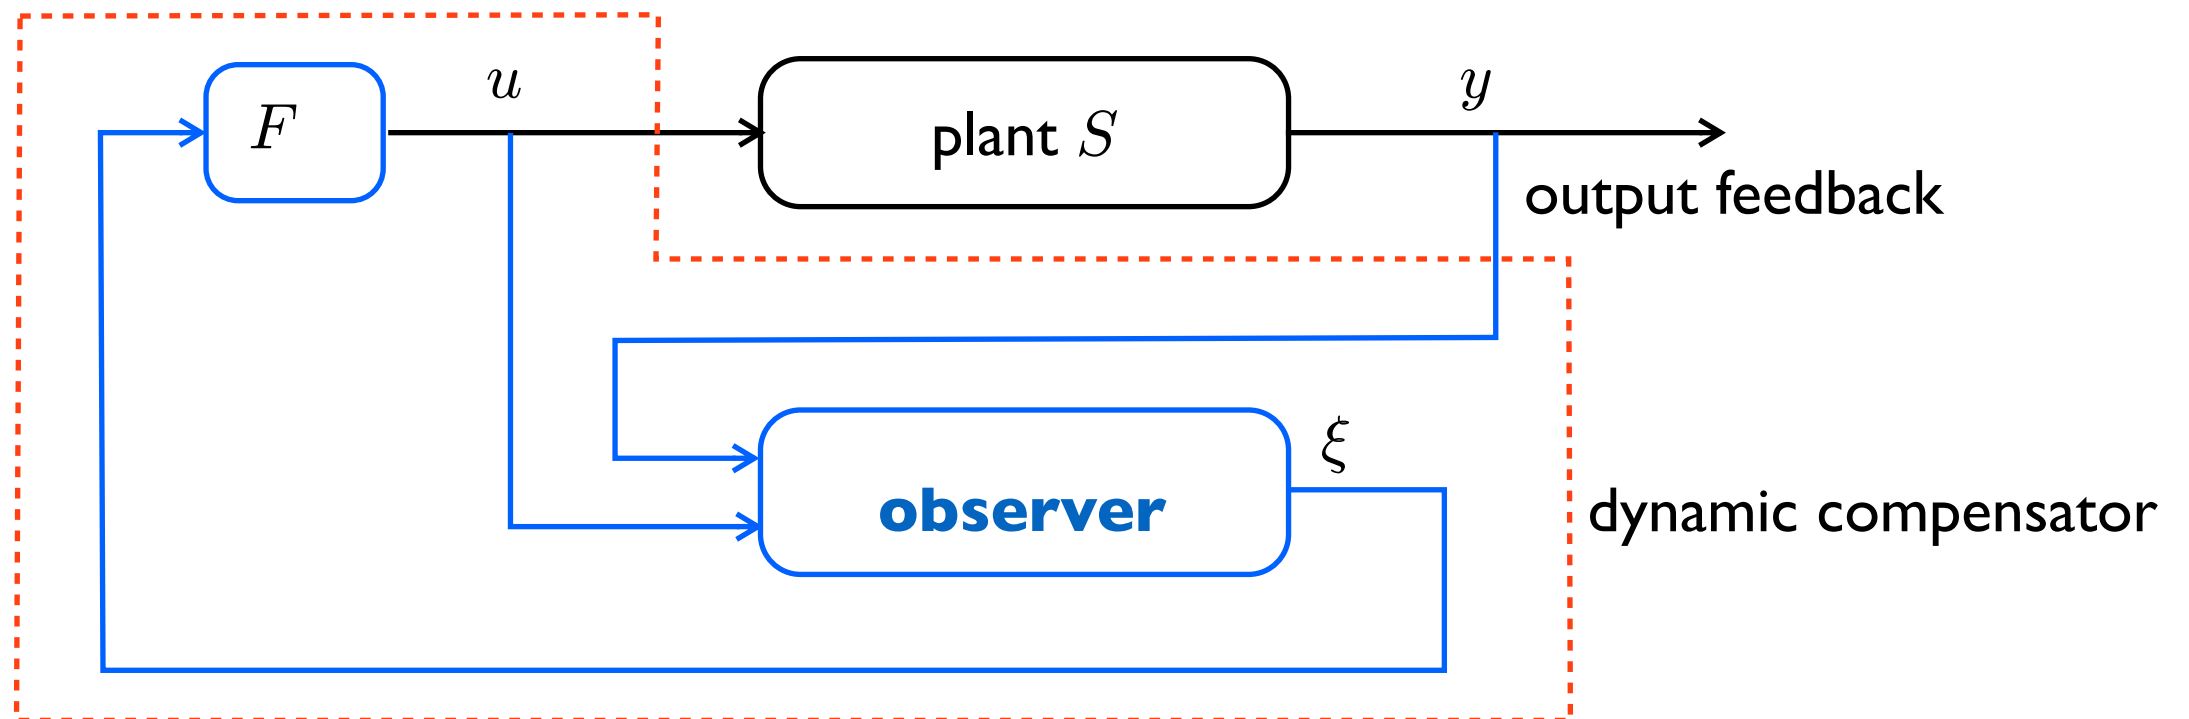 F
u
plant S
y
output feedback
observer
ξ
dynamic compensator